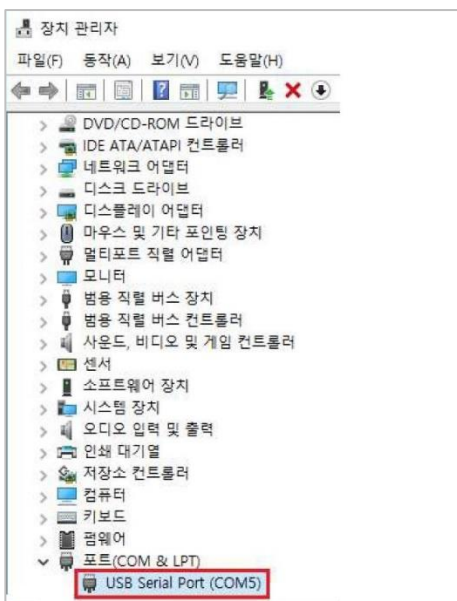 장치 관리자
파일(F) 동작(A) 보기(V) 도움말(H)
DVD/CD-ROM 드라이브
IDE ATA/ATAPI 컨트롤러
네트워크 어댑터
디스크 드라이브
디스플레이 어댑터
마우스 및 기타 포인팅 장치
멀티포트 직렬 어댑터
모니터
범용 직렬 버스 장치
범용 직렬 버스 컨트롤러
사운드, 비디오 및 게임 컨트롤러
센서
소프트웨어 장치
시스템 장치
오디오 입력 및 출력
인쇄 대기열
저장소 컨트롤러
컴퓨터
키보드
펌웨어
포트(COM & LPT)
USB Serial Port (COM5)